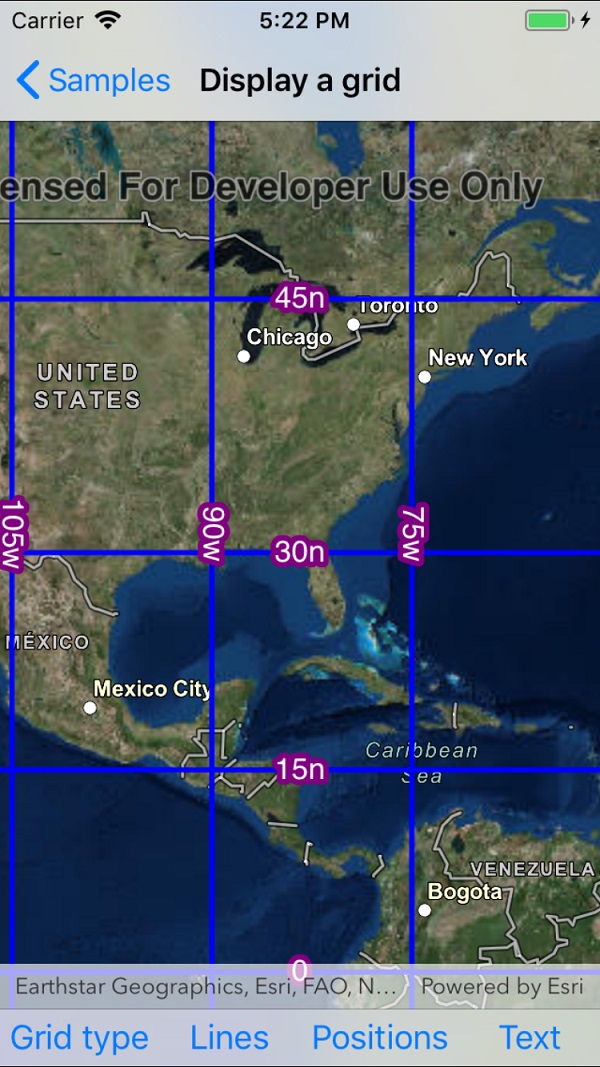 Carrier 5:22 PM
Samples Display a grid
ensed For Developer Use Only
45n
Toronto
Chicago
New York
UNITED
STATES
105w 90w 75w
30n
MÉXICO
Mexico City
Caribbean
15n
Sea
VENEZUELA
Bogota
0
Earthstar Geographics, Esri, FAO, N... Powered by Esri
Grid type Lines Positions Text